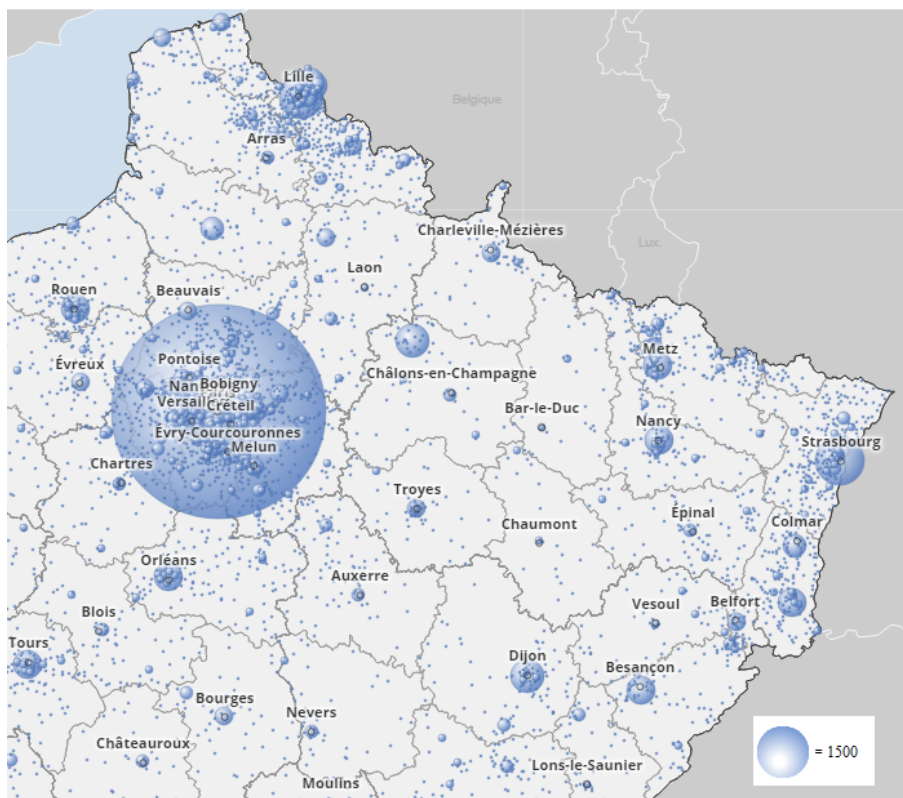 Lille
Belgique
Arras
Charleville-Mézières
Lux.
Laon
Rouen
Beauvais
Pontoise
Metz
Évreux
Bobigny
Châlons-en-Champagne
Versail
Créteil
Bar-le-Duc
Nancy
Évry-Courcouronnes
Strasbourg
Melun
Chartres
Troyes
Épinal
Chaumont
Colmar
Orléans
Auxerre
Blois
Vesoul
Belfort
Tours
Dijon
Besançon
Bourges
Nevers
Châteauroux
= 1500
Lons-le-Saunier
Moulins